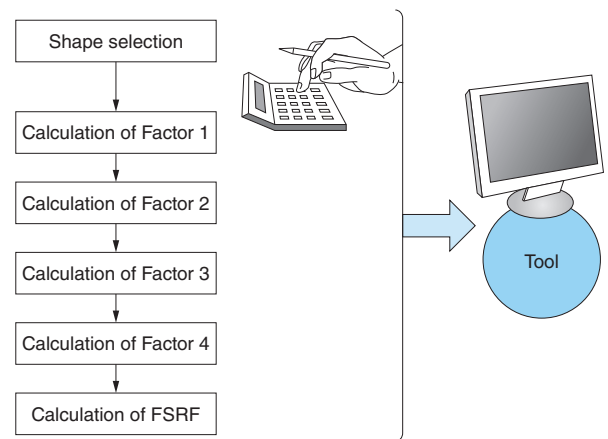 Shape selection
Calculation of Factor 1
Calculation of Factor 2
Calculation of Factor 3
Calculation of Factor 4
Calculation of FSRF
Tool